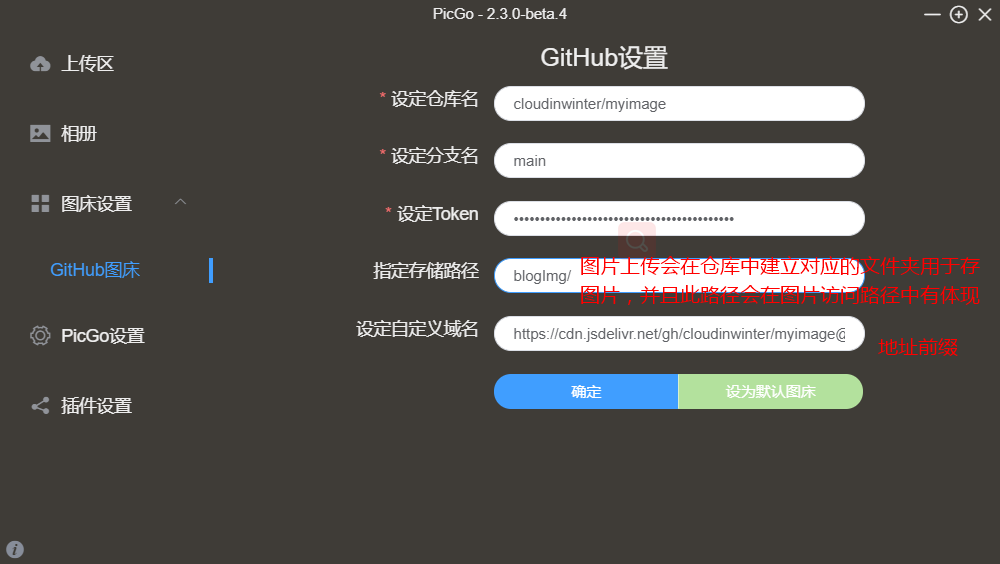 PicGo - 2.3.0-beta.4
上传区
相册
图床设置
GitHub图床
PicGo设置
插件设置
GitHub设置
* 设定仓库名
cloudinwinter/myimage
* 设定分支名
main
* 设定Token
••••••••••••••••••••••••••••••••••••••••
指定存储路径
blogImg/
图片上传会在仓库中建立对应的文件夹用于存
图片，并且此路径会在图片访问路径中有体现
设定自定义域名
https://cdn.jsdelivr.net/gh/cloudinwinter/myimage@
地址前缀
确定
设为默认图床